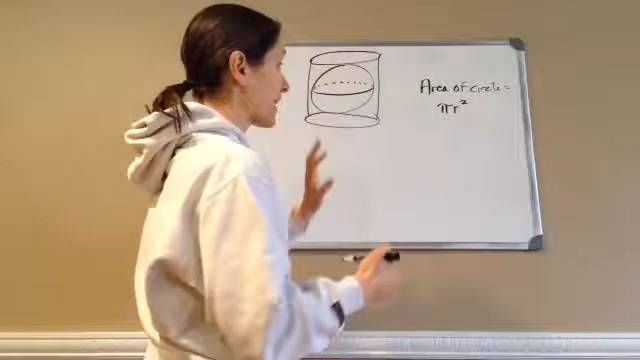 Area of circle =
πr²